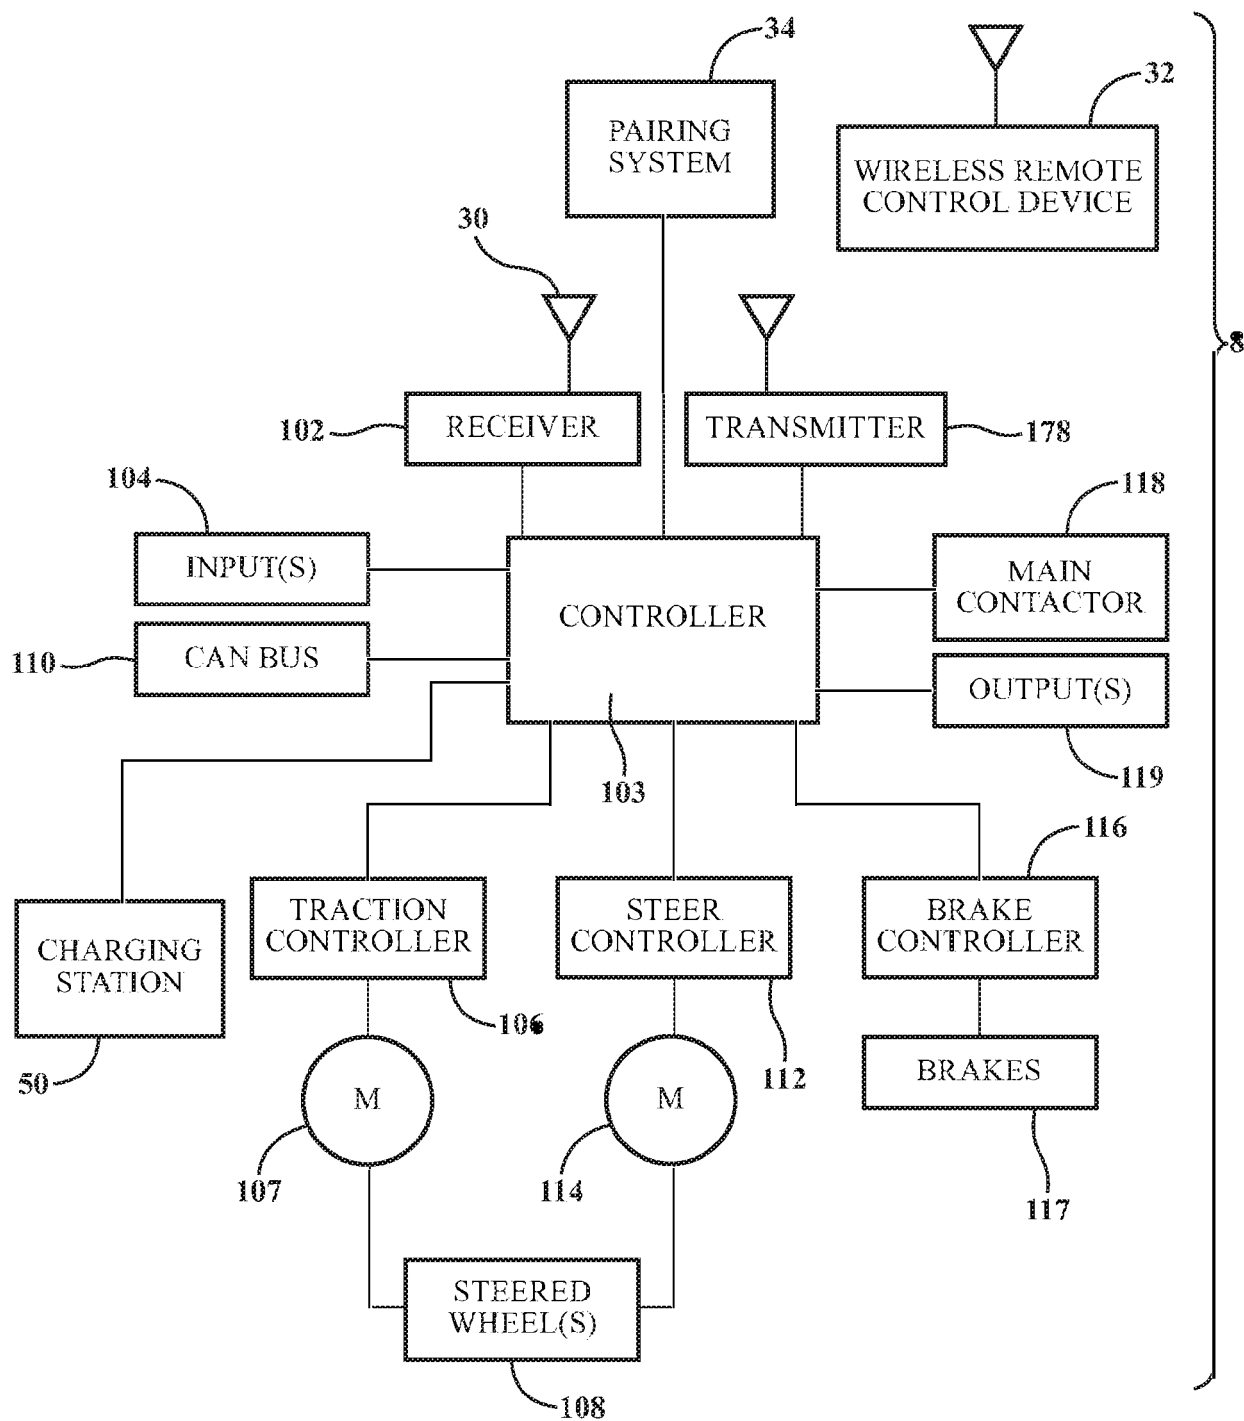 34
32
PAIRING
SYSTEM
WIRELESS REMOTE
CONTROL DEVICE
30
8
102
RECEIVER
TRANSMITTER
178
104
118
INPUT(S)
MAIN
CONTACTOR
CONTROLLER
110
CAN BUS
OUTPUT(S)
103
119
116
TRACTION
CONTROLLER
STEER
CONTROLLER
BRAKE
CONTROLLER
CHARGING
STATION
106
112
50
M
M
BRAKES
107
114
117
STEERED
WHEEL(S)
108